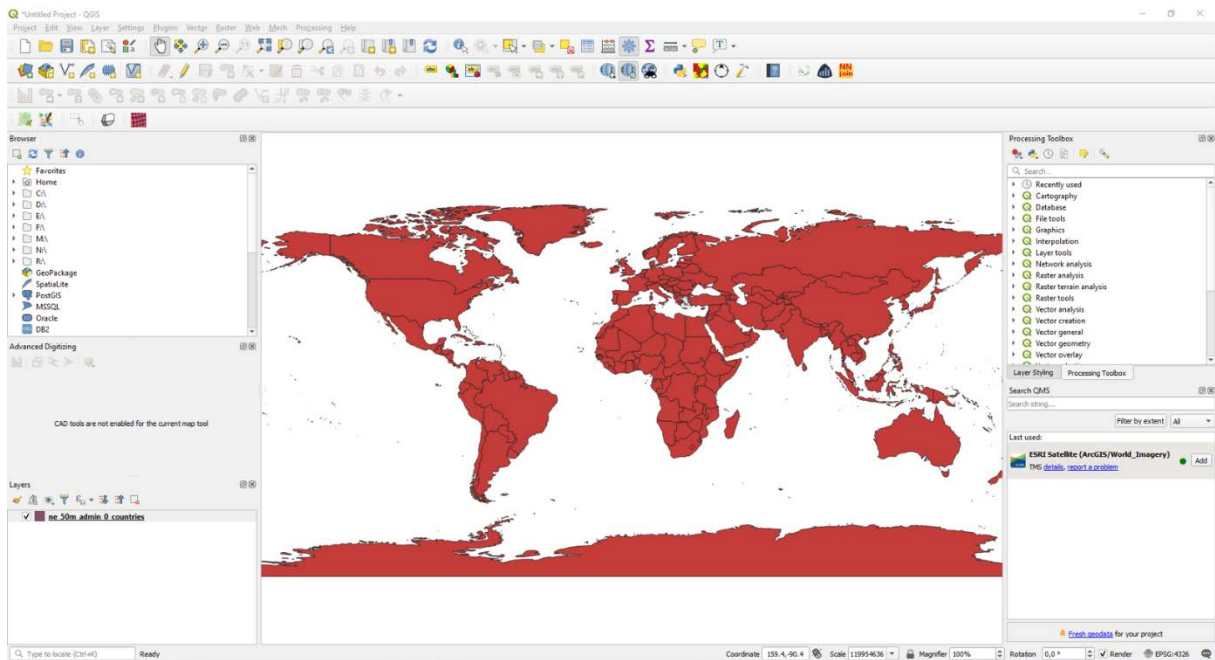 *Untitled Project - QGIS
Project Edit View Layer Settings Plugins Vector Raster Web Mesh Processing Help
Browser
Favorites
Home
C:\
D:\
E:\
F:\
M:\
N:\
R:\
GeoPackage
SpatiaLite
PostGIS
MSSQL
Oracle
DB2
Advanced Digitizing
CAD tools are not enabled for the current map tool
Layers
ne_50m_admin_0_countries
Processing Toolbox
Search...
Recently used
Cartography
Database
File tools
Graphics
Interpolation
Layer tools
Network analysis
Raster analysis
Raster terrain analysis
Raster tools
Vector analysis
Vector creation
Vector general
Vector geometry
Vector overlay
Layer Styling Processing Toolbox
Search QMS
Search string...
Filter by extent All
Last used:
ESRI Satellite (ArcGIS/World_Imagery)
TMS details, report a problem
Add
Fresh geodata for your project
Type to locate (Ctrl+K) Ready Coordinate 159.4,-90.4 Scale 1:19954636 Magnifier 100% Rotation 0,0 ° Render EPSG:4326